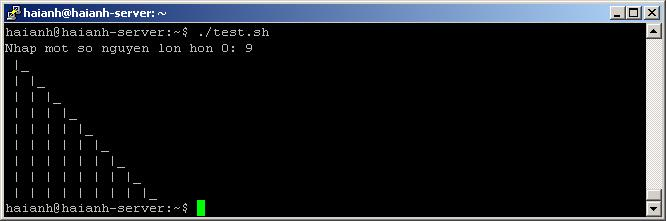 haianh@haianh-server: ~
haianh@haianh-server:~$ ./test.sh
Nhap mot so nguyen lon hon 0: 9
 |_
 | |_
 | | |_
 | | | |_
 | | | | |_
 | | | | | |_
 | | | | | | |_
 | | | | | | | |_
 | | | | | | | | |_
haianh@haianh-server:~$